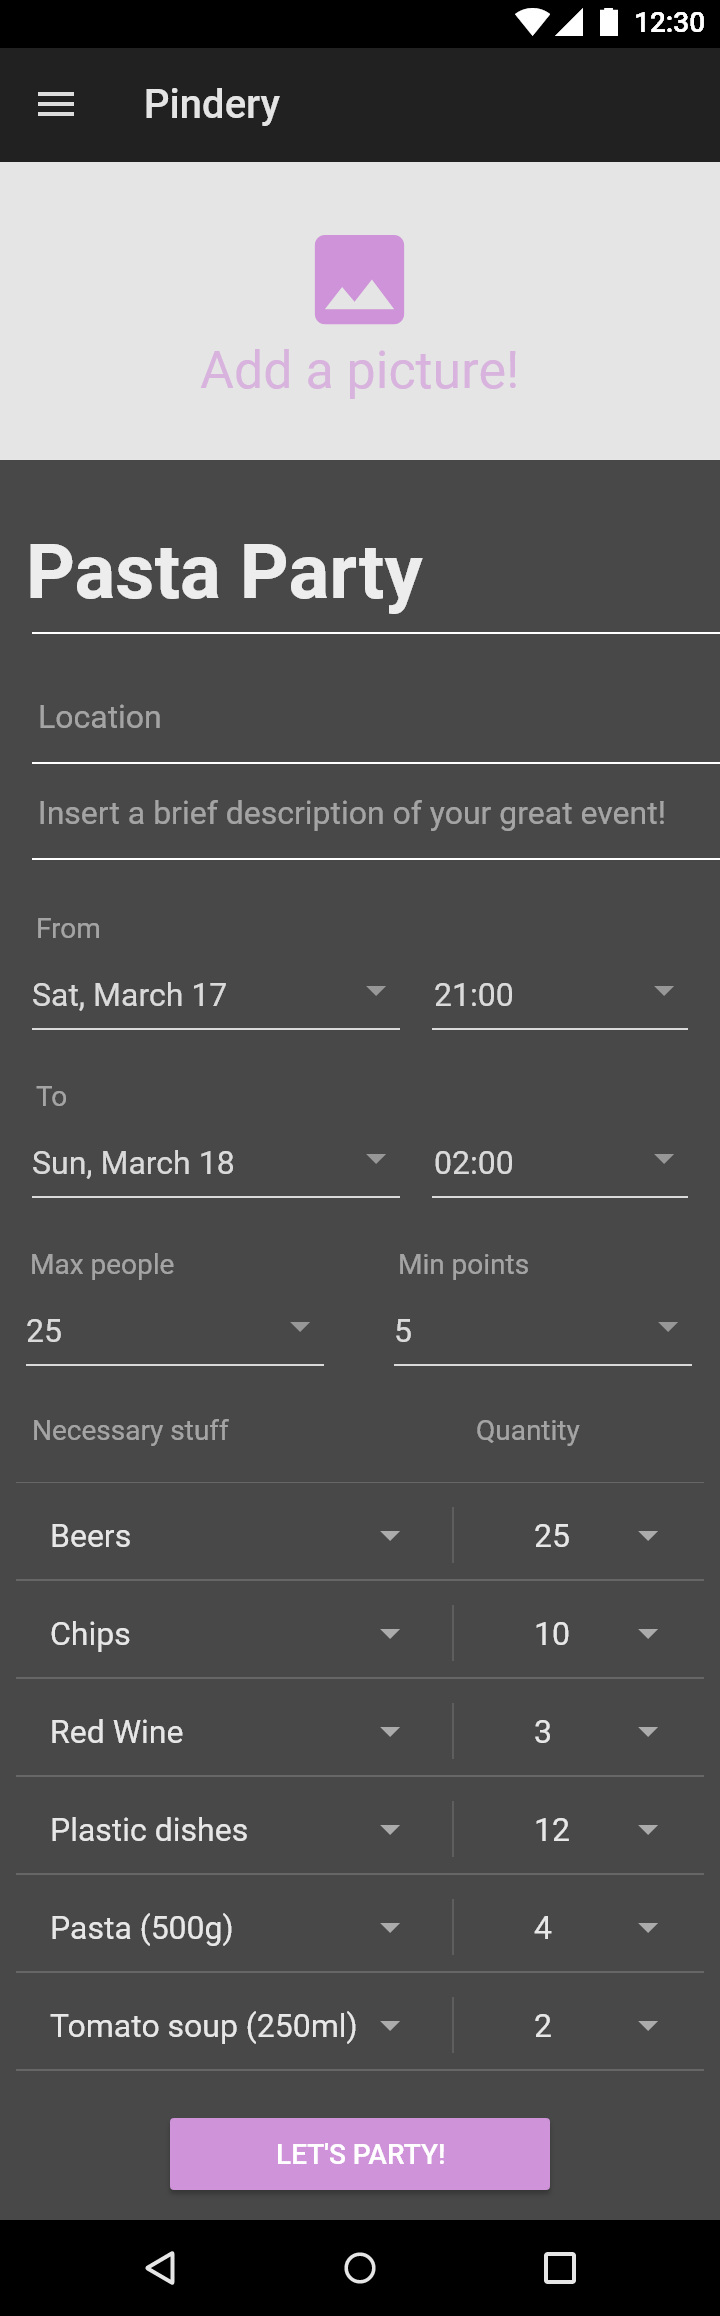 12:30
Pindery
Add a picture!
Pasta Party
Location
Insert a brief description of your great event!
From
Sat, March 17 21:00
To
Sun, March 18 02:00
Max people Min points
25 5
Necessary stuff Quantity
Beers 25
Chips 10
Red Wine 3
Plastic dishes 12
Pasta (500g) 4
Tomato soup (250ml) 2
LET'S PARTY!